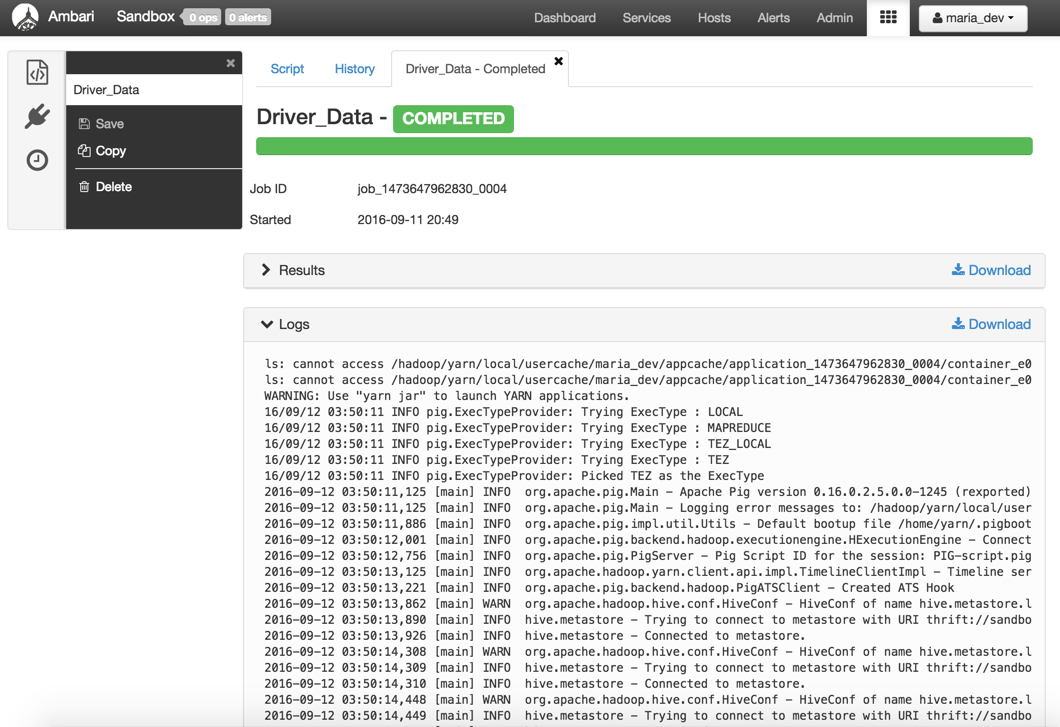 Ambari Sandbox 0 ops 0 alerts Dashboard Services Hosts Alerts Admin maria_dev
Driver_Data
Save
Copy
Delete
Script History Driver_Data - Completed
Driver_Data - COMPLETED
Job ID job_1473647962830_0004
Started 2016-09-11 20:49
Results Download
Logs Download
ls: cannot access /hadoop/yarn/local/usercache/maria_dev/appcache/application_1473647962830_0004/container_e0
ls: cannot access /hadoop/yarn/local/usercache/maria_dev/appcache/application_1473647962830_0004/container_e0
WARNING: Use "yarn jar" to launch YARN applications.
16/09/12 03:50:11 INFO pig.ExecTypeProvider: Trying ExecType : LOCAL
16/09/12 03:50:11 INFO pig.ExecTypeProvider: Trying ExecType : MAPREDUCE
16/09/12 03:50:11 INFO pig.ExecTypeProvider: Trying ExecType : TEZ_LOCAL
16/09/12 03:50:11 INFO pig.ExecTypeProvider: Trying ExecType : TEZ
16/09/12 03:50:11 INFO pig.ExecTypeProvider: Picked TEZ as the ExecType
2016-09-12 03:50:11,125 [main] INFO  org.apache.pig.Main - Apache Pig version 0.16.0.2.5.0.0-1245 (rexported)
2016-09-12 03:50:11,125 [main] INFO  org.apache.pig.Main - Logging error messages to: /hadoop/yarn/local/user
2016-09-12 03:50:11,886 [main] INFO  org.apache.pig.impl.util.Utils - Default bootup file /home/yarn/.pigboot
2016-09-12 03:50:12,001 [main] INFO  org.apache.pig.backend.hadoop.executionengine.HExecutionEngine - Connect
2016-09-12 03:50:12,756 [main] INFO  org.apache.pig.PigServer - Pig Script ID for the session: PIG-script.pig
2016-09-12 03:50:13,125 [main] INFO  org.apache.hadoop.yarn.client.api.impl.TimelineClientImpl - Timeline ser
2016-09-12 03:50:13,221 [main] INFO  org.apache.pig.backend.hadoop.PigATSClient - Created ATS Hook
2016-09-12 03:50:13,862 [main] WARN  org.apache.hadoop.hive.conf.HiveConf - HiveConf of name hive.metastore.l
2016-09-12 03:50:13,890 [main] INFO  hive.metastore - Trying to connect to metastore with URI thrift://sandbo
2016-09-12 03:50:13,926 [main] INFO  hive.metastore - Connected to metastore.
2016-09-12 03:50:14,308 [main] WARN  org.apache.hadoop.hive.conf.HiveConf - HiveConf of name hive.metastore.l
2016-09-12 03:50:14,309 [main] INFO  hive.metastore - Trying to connect to metastore with URI thrift://sandbo
2016-09-12 03:50:14,310 [main] INFO  hive.metastore - Connected to metastore.
2016-09-12 03:50:14,448 [main] WARN  org.apache.hadoop.hive.conf.HiveConf - HiveConf of name hive.metastore.l
2016-09-12 03:50:14,449 [main] INFO  hive.metastore - Trying to connect to metastore with URI thrift://sandbo